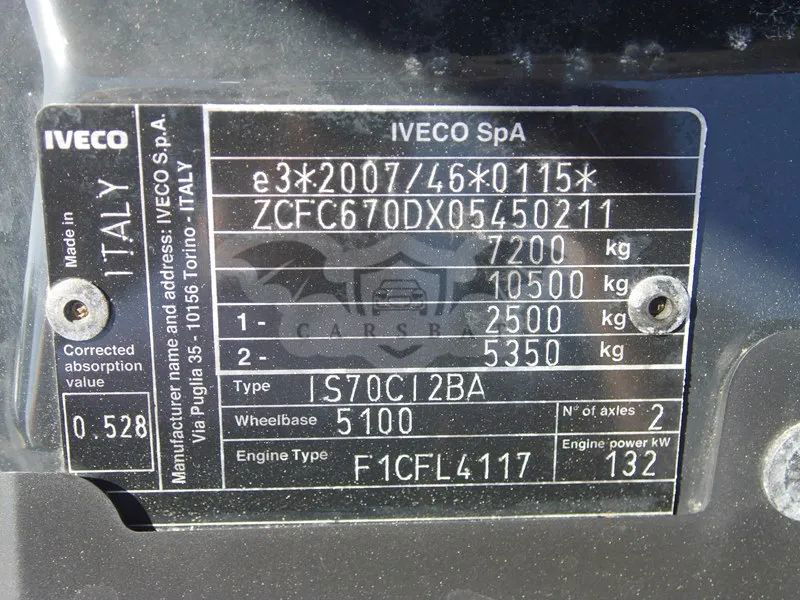 IVECO
Made in
ITALY
Corrected
absorption
value
0.528
Manufacturer name and address: IVECO S.p.A.
Via Puglia 35 - 10156 Torino - ITALY
IVECO SpA
e3*2007/46*0115*
ZCFC670DX05450211
7200 kg
10500 kg
1- 2500 kg
2- 5350 kg
CARSBAT
Type IS70CI2BA
Wheelbase 5100
N° of axles 2
Engine Type F1CFL4117
Engine power kW
132